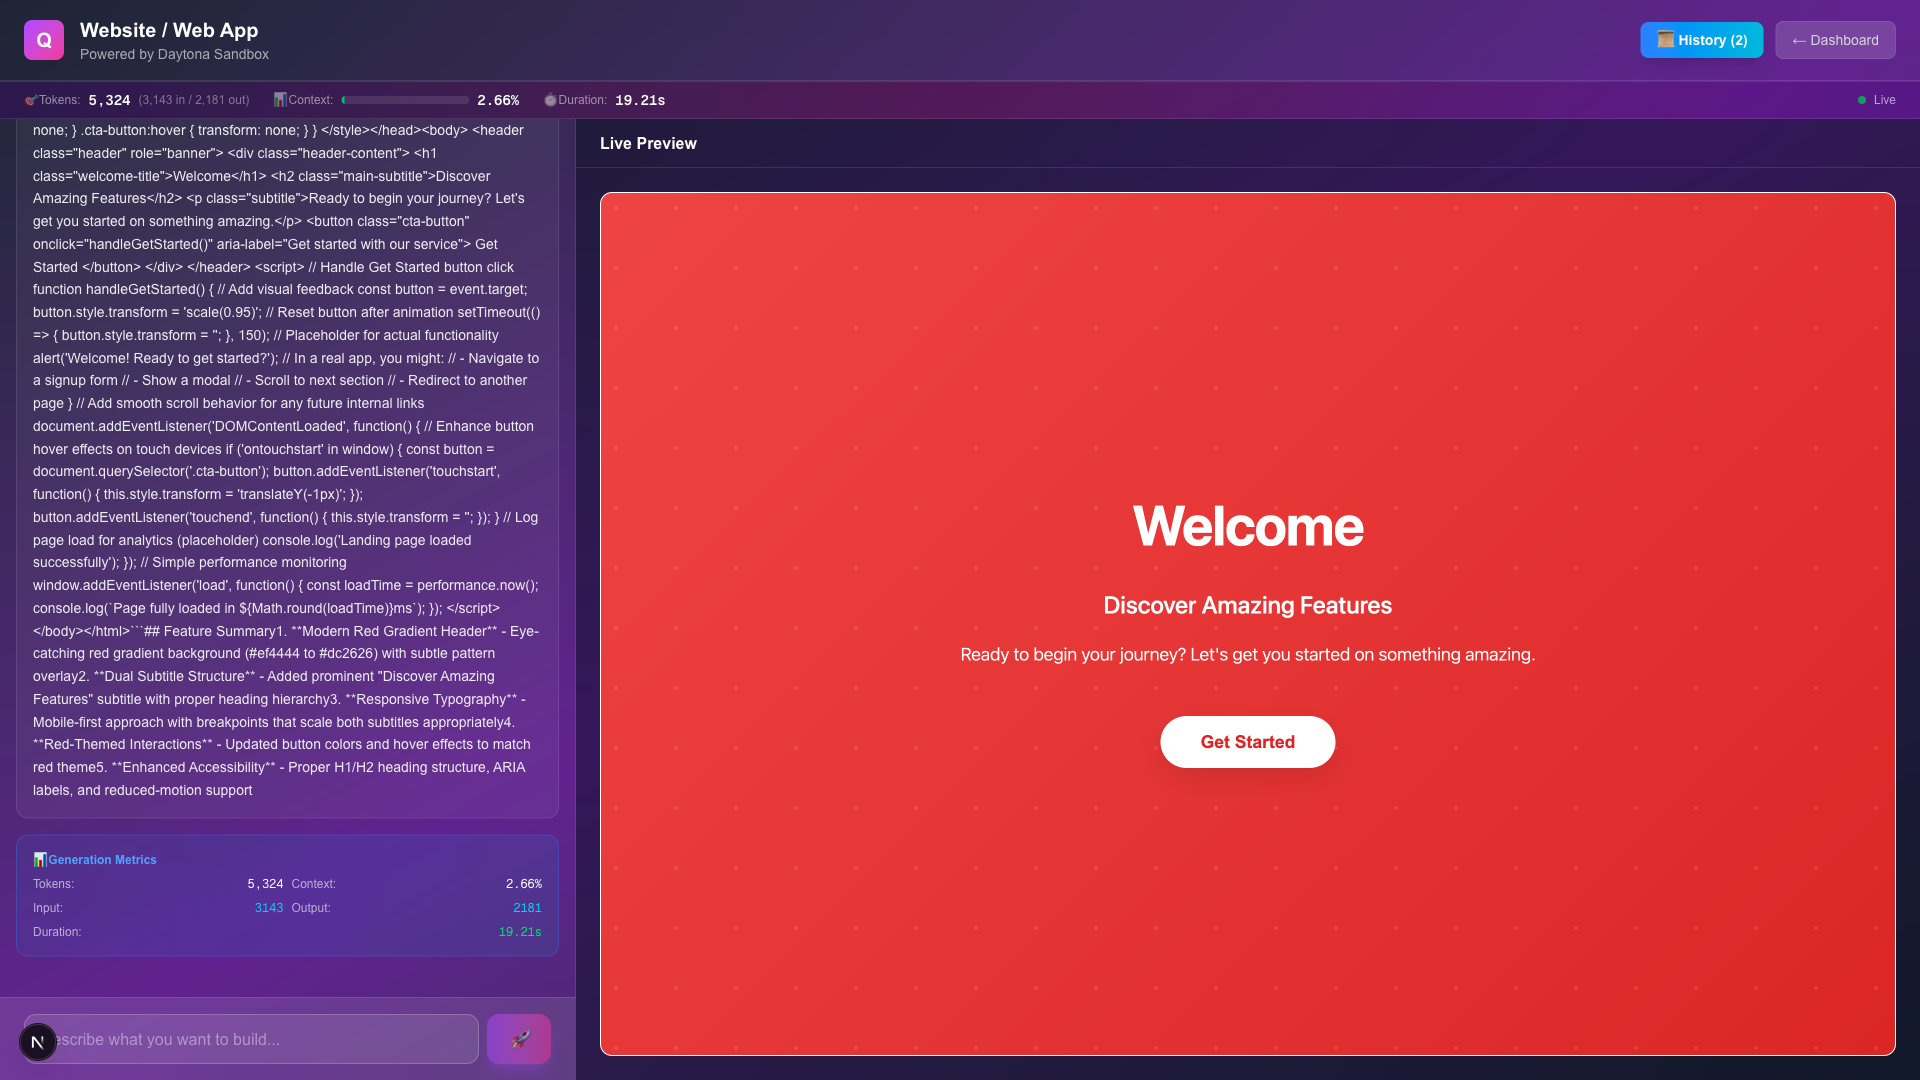 Q
Website / Web App
Powered by Daytona Sandbox
History (2)
← Dashboard
Tokens: 5,324 (3,143 in / 2,181 out) Context: 2.66% Duration: 19.21s
Live
none; } .cta-button:hover { transform: none; } } </style></head><body> <header
class="header" role="banner"> <div class="header-content"> <h1
class="welcome-title">Welcome</h1> <h2 class="main-subtitle">Discover
Amazing Features</h2> <p class="subtitle">Ready to begin your journey? Let's
get you started on something amazing.</p> <button class="cta-button"
onclick="handleGetStarted()" aria-label="Get started with our service"> Get
Started </button> </div> </header> <script> // Handle Get Started button click
function handleGetStarted() { // Add visual feedback const button = event.target;
button.style.transform = 'scale(0.95)'; // Reset button after animation setTimeout(()
=> { button.style.transform = ''; }, 150); // Placeholder for actual functionality
alert('Welcome! Ready to get started?'); // In a real app, you might: // - Navigate to
a signup form // - Show a modal // - Scroll to next section // - Redirect to another
page } // Add smooth scroll behavior for any future internal links
document.addEventListener('DOMContentLoaded', function() { // Enhance button
hover effects on touch devices if ('ontouchstart' in window) { const button =
document.querySelector('.cta-button'); button.addEventListener('touchstart',
function() { this.style.transform = 'translateY(-1px)'; });
button.addEventListener('touchend', function() { this.style.transform = ''; }); } // Log
page load for analytics (placeholder) console.log('Landing page loaded
successfully'); }); // Simple performance monitoring
window.addEventListener('load', function() { const loadTime = performance.now();
console.log(`Page fully loaded in ${Math.round(loadTime)}ms`); }); </script>
</body></html>```## Feature Summary1. **Modern Red Gradient Header** - Eye-
catching red gradient background (#ef4444 to #dc2626) with subtle pattern
overlay2. **Dual Subtitle Structure** - Added prominent "Discover Amazing
Features" subtitle with proper heading hierarchy3. **Responsive Typography** -
Mobile-first approach with breakpoints that scale both subtitles appropriately4.
**Red-Themed Interactions** - Updated button colors and hover effects to match
red theme5. **Enhanced Accessibility** - Proper H1/H2 heading structure, ARIA
labels, and reduced-motion support
Generation Metrics
Tokens: 5,324 Context: 2.66%
Input: 3143 Output: 2181
Duration: 19.21s
N
escribe what you want to build...
Live Preview
Welcome
Discover Amazing Features
Ready to begin your journey? Let's get you started on something amazing.
Get Started